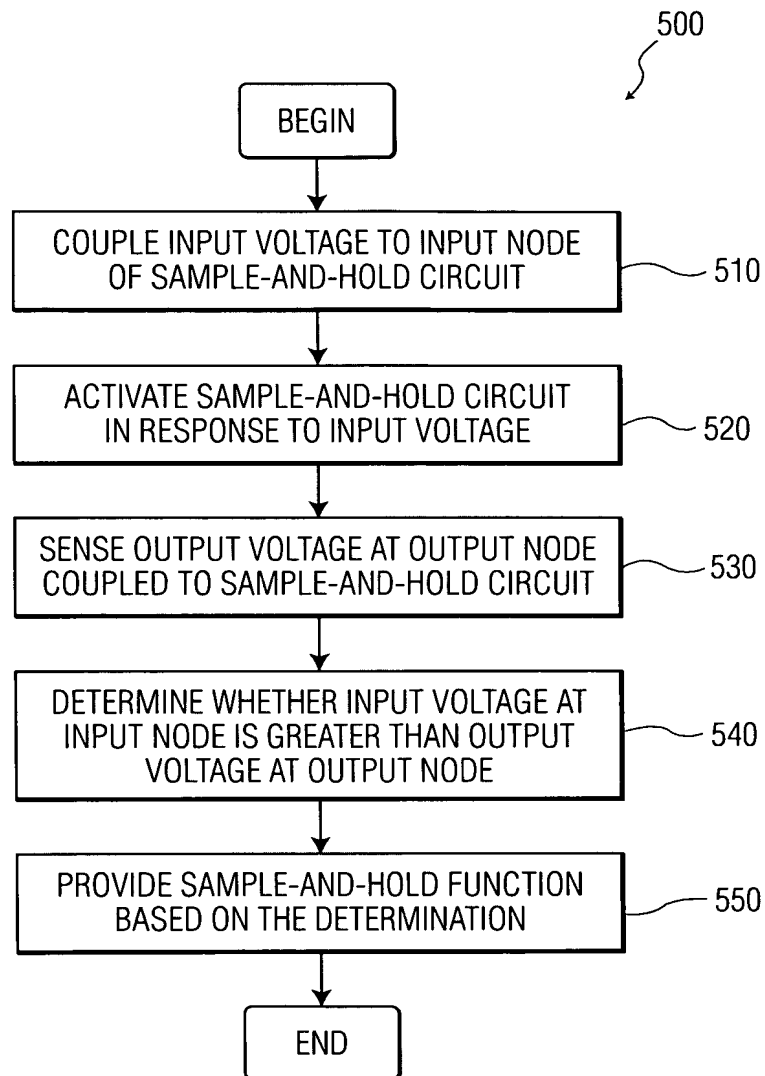 500
BEGIN
COUPLE INPUT VOLTAGE TO INPUT NODE
OF SAMPLE-AND-HOLD CIRCUIT
510
ACTIVATE SAMPLE-AND-HOLD CIRCUIT
IN RESPONSE TO INPUT VOLTAGE
520
SENSE OUTPUT VOLTAGE AT OUTPUT NODE
COUPLED TO SAMPLE-AND-HOLD CIRCUIT
530
DETERMINE WHETHER INPUT VOLTAGE AT
INPUT NODE IS GREATER THAN OUTPUT
VOLTAGE AT OUTPUT NODE
540
PROVIDE SAMPLE-AND-HOLD FUNCTION
BASED ON THE DETERMINATION
550
END